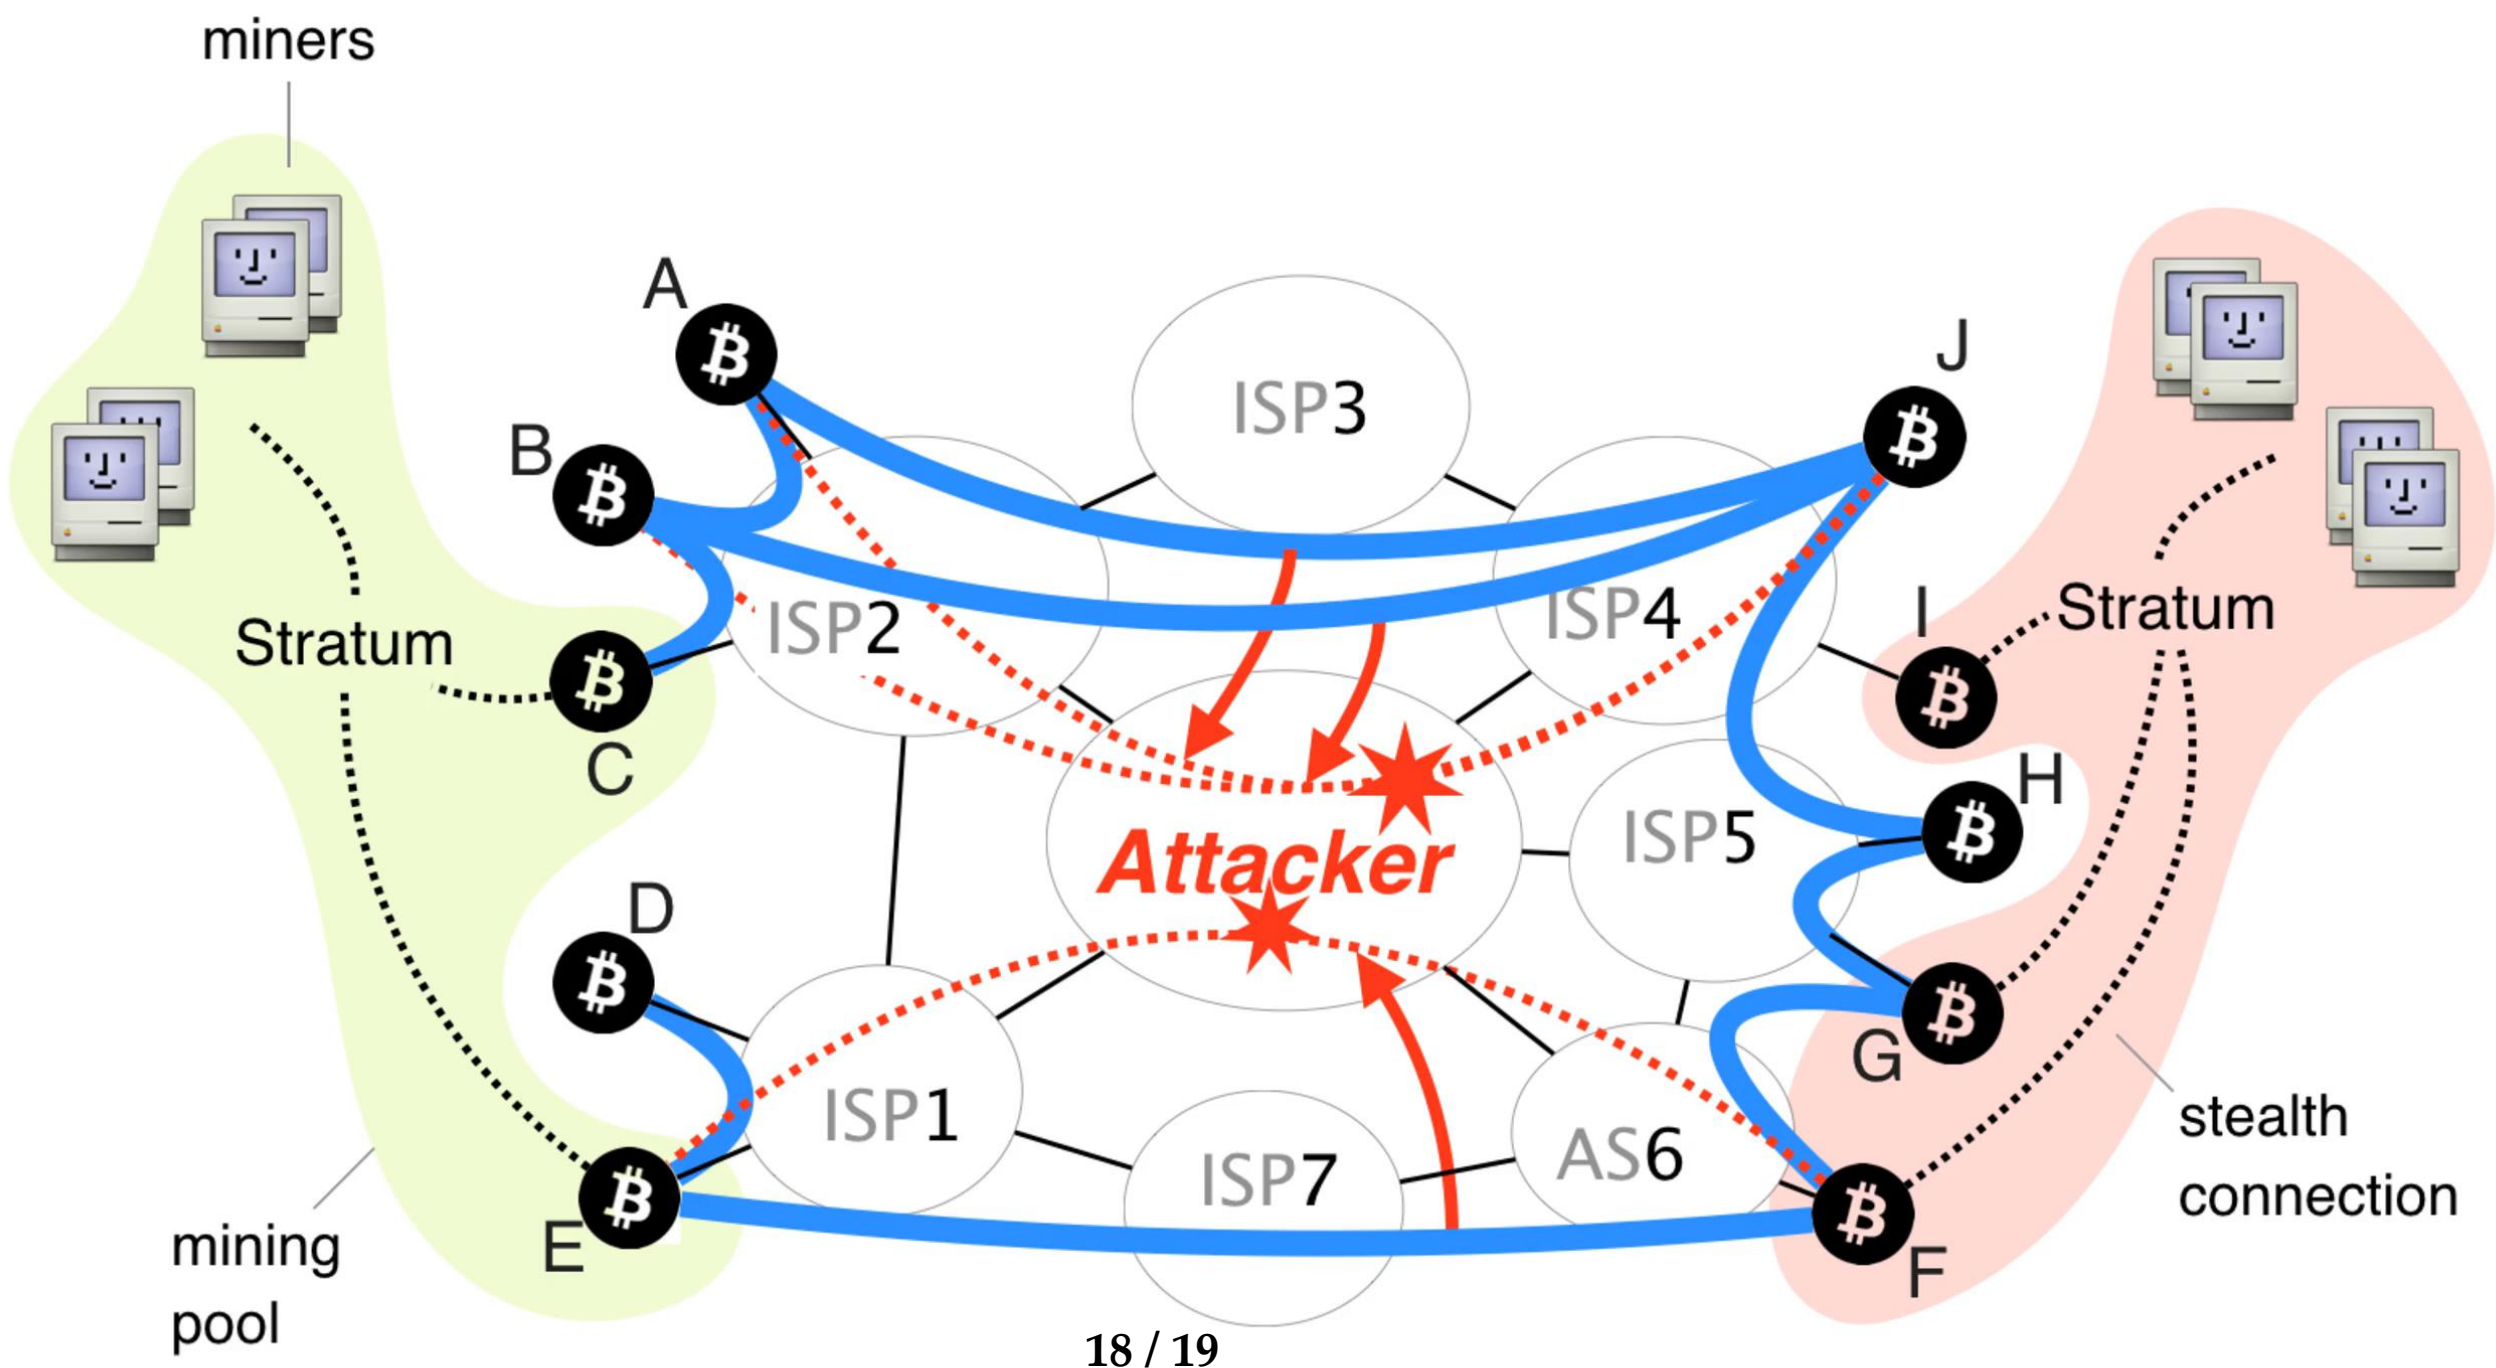 miners
A
J
B
ISP3
ISP2
ISP4
I
Stratum
Stratum
C
H
ISP5
Attacker
D
G
ISP1
AS6
ISP7
stealth
connection
E
F
mining
pool
18 / 19